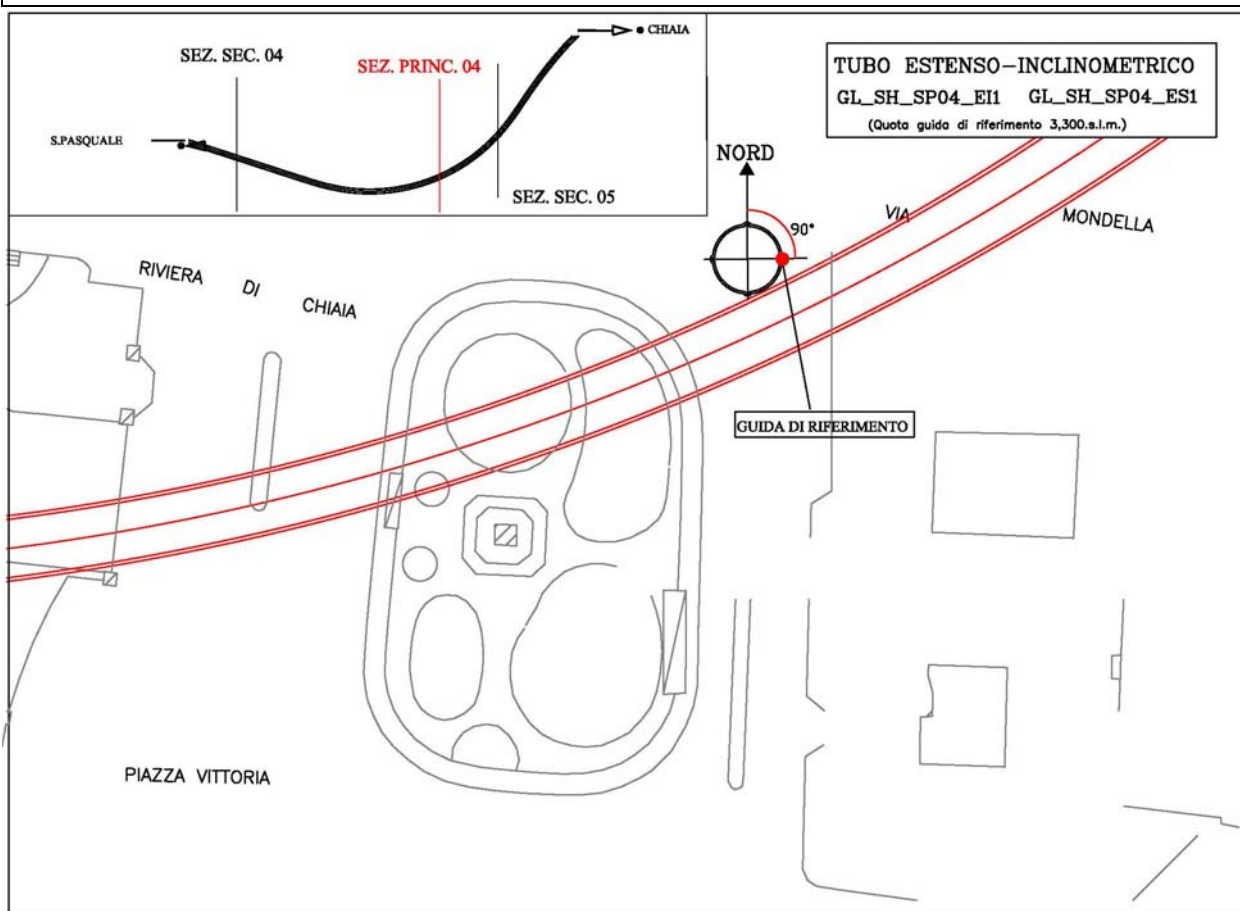 CHIAIA
SEZ. SEC. 04
SEZ. PRINC. 04
S.PASQUALE
SEZ. SEC. 05
TUBO ESTENSO-INCLINOMETRICO
GL_SH_SP04_EI1 GL_SH_SP04_ES1
(Quota guida di riferimento 3,300.s.l.m.)
NORD
90°
VIA MONDELLA
RIVIERA DI CHIAIA
GUIDA DI RIFERIMENTO
PIAZZA VITTORIA